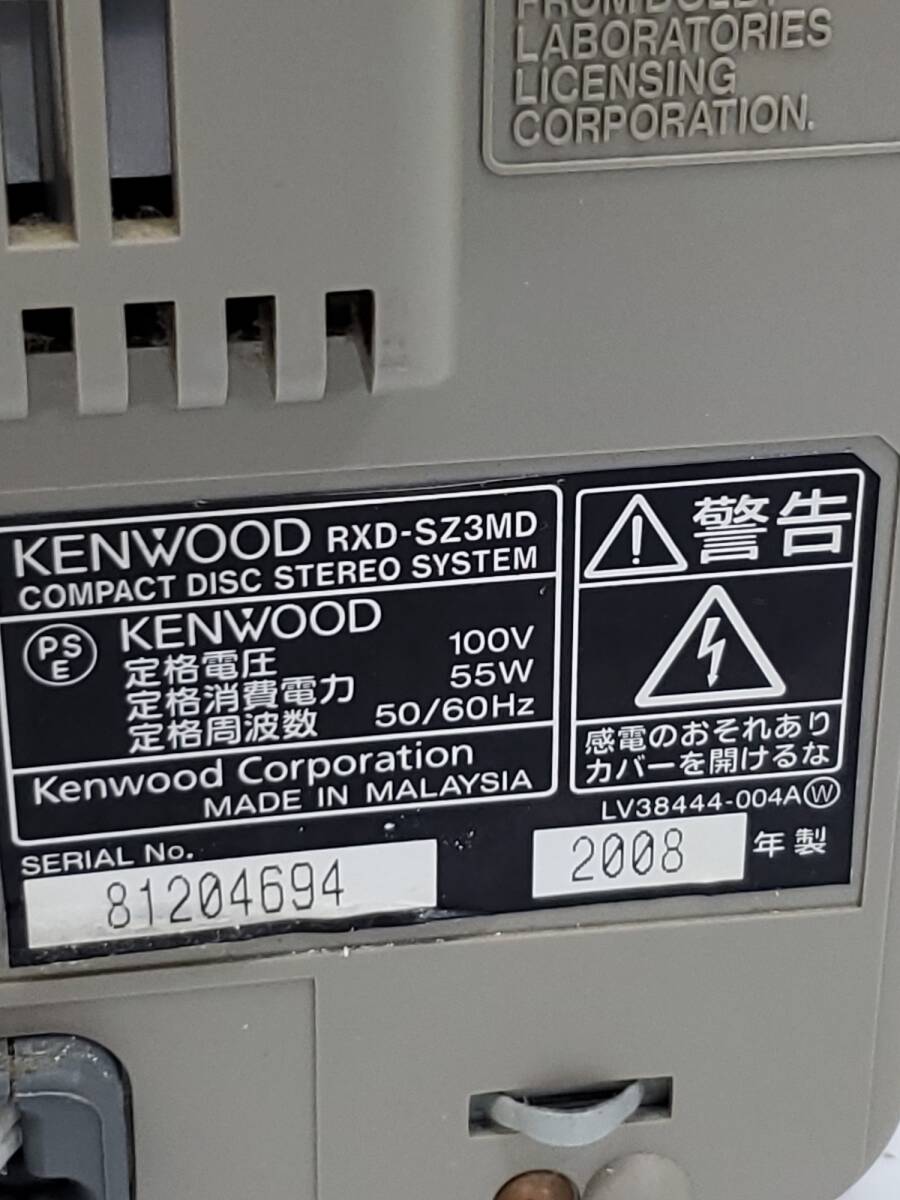 FROM DOLBY
LABORATORIES
LICENSING
CORPORATION.
KENWOOD RXD-SZ3MD
COMPACT DISC STEREO SYSTEM
PSE KENWOOD
定格電圧 100V
定格消費電力 55W
定格周波数 50/60Hz
Kenwood Corporation
MADE IN MALAYSIA
警告
感電のおそれあり
カバーを開けるな
LV38444-004A W
SERIAL No.
81204694
2008 年製